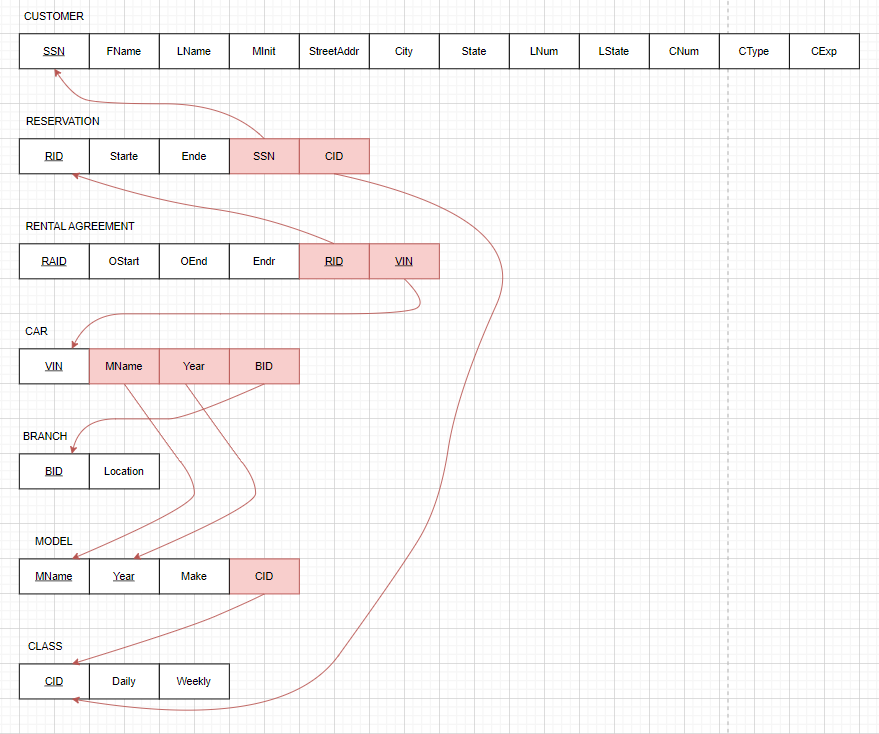 CUSTOMER
SSN FName LName MInit StreetAddr City State LNum LState CNum CType CExp
RESERVATION
RID Starte Ende SSN CID
RENTAL AGREEMENT
RAID OStart OEnd Endr RID VIN
CAR
VIN MName Year BID
BRANCH
BID Location
MODEL
MName Year Make CID
CLASS
CID Daily Weekly